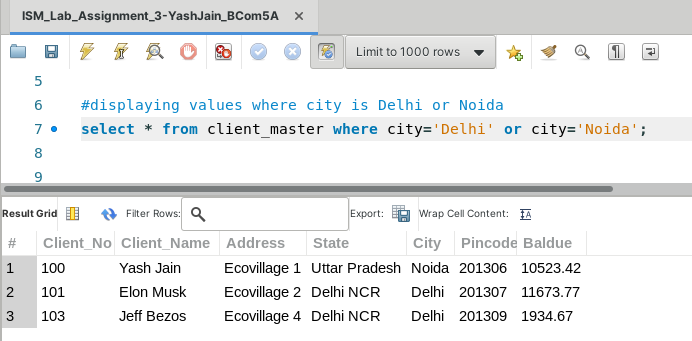 ISM_Lab_Assignment_3-YashJain_BCom5A ×
Limit to 1000 rows
5
6 #displaying values where city is Delhi or Noida
7 select * from client_master where city='Delhi' or city='Noida';
8
9
Result Grid Filter Rows: Export: Wrap Cell Content: IA
# Client_No Client_Name Address State City Pincode Baldue
1 100 Yash Jain Ecovillage 1 Uttar Pradesh Noida 201306 10523.42
2 101 Elon Musk Ecovillage 2 Delhi NCR Delhi 201307 11673.77
3 103 Jeff Bezos Ecovillage 4 Delhi NCR Delhi 201309 1934.67